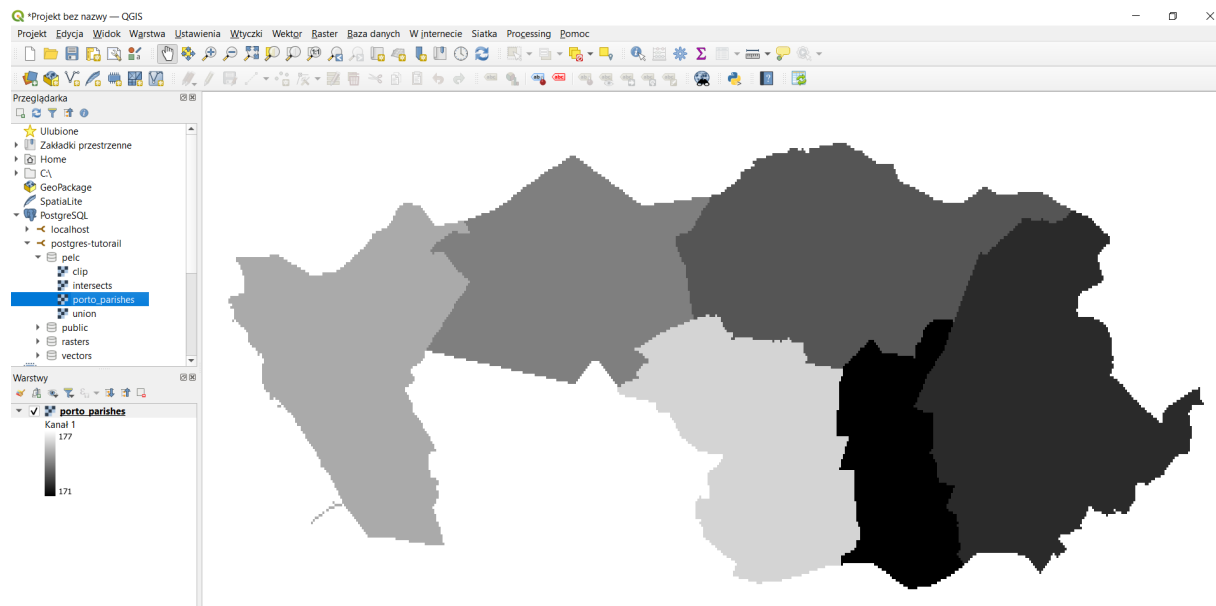 *Projekt bez nazwy — QGIS
Projekt Edycja Widok Warstwa Ustawienia Wtyczki Wektor Raster Baza danych W internecie Siatka Processing Pomoc
Przeglądarka
Ulubione
Zakładki przestrzenne
Home
C:\
GeoPackage
SpatiaLite
PostgreSQL
localhost
postgres-tutorail
pelc
clip
intersects
porto_parishes
union
public
rasters
vectors
Warstwy
porto_parishes
Kanał 1
177
171